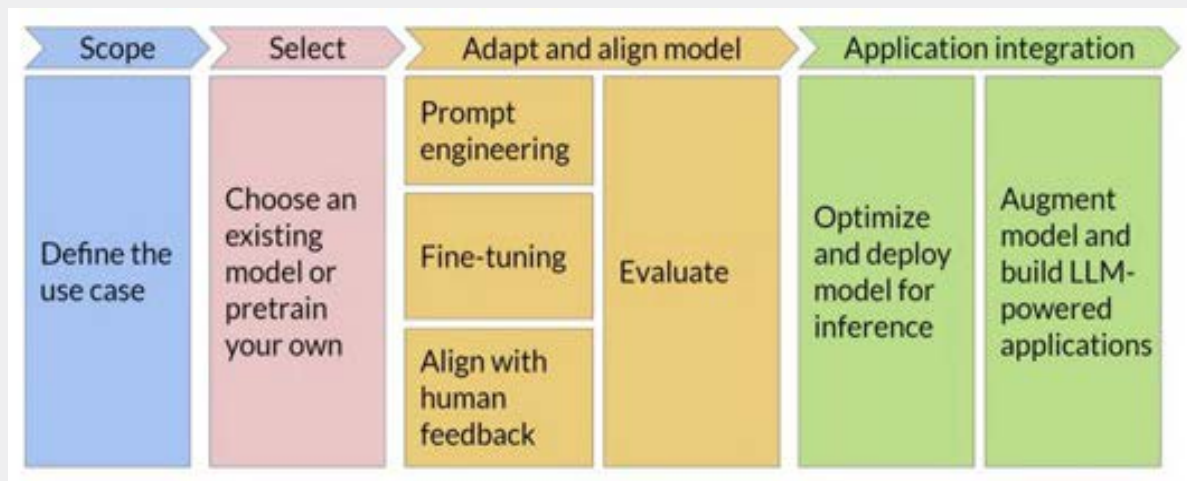 Scope
Select
Adapt and align model
Application integration
Define the
use case
Choose an
existing
model or
pretrain
your own
Prompt
engineering
Fine-tuning
Align with
human
feedback
Evaluate
Optimize
and deploy
model for
inference
Augment
model and
build LLM-
powered
applications